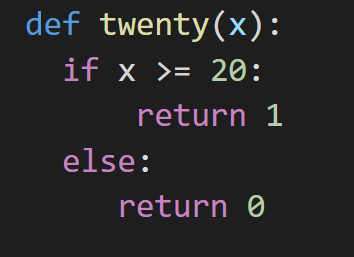 def twenty(x):
  if x >= 20:
      return 1
  else:
     return 0